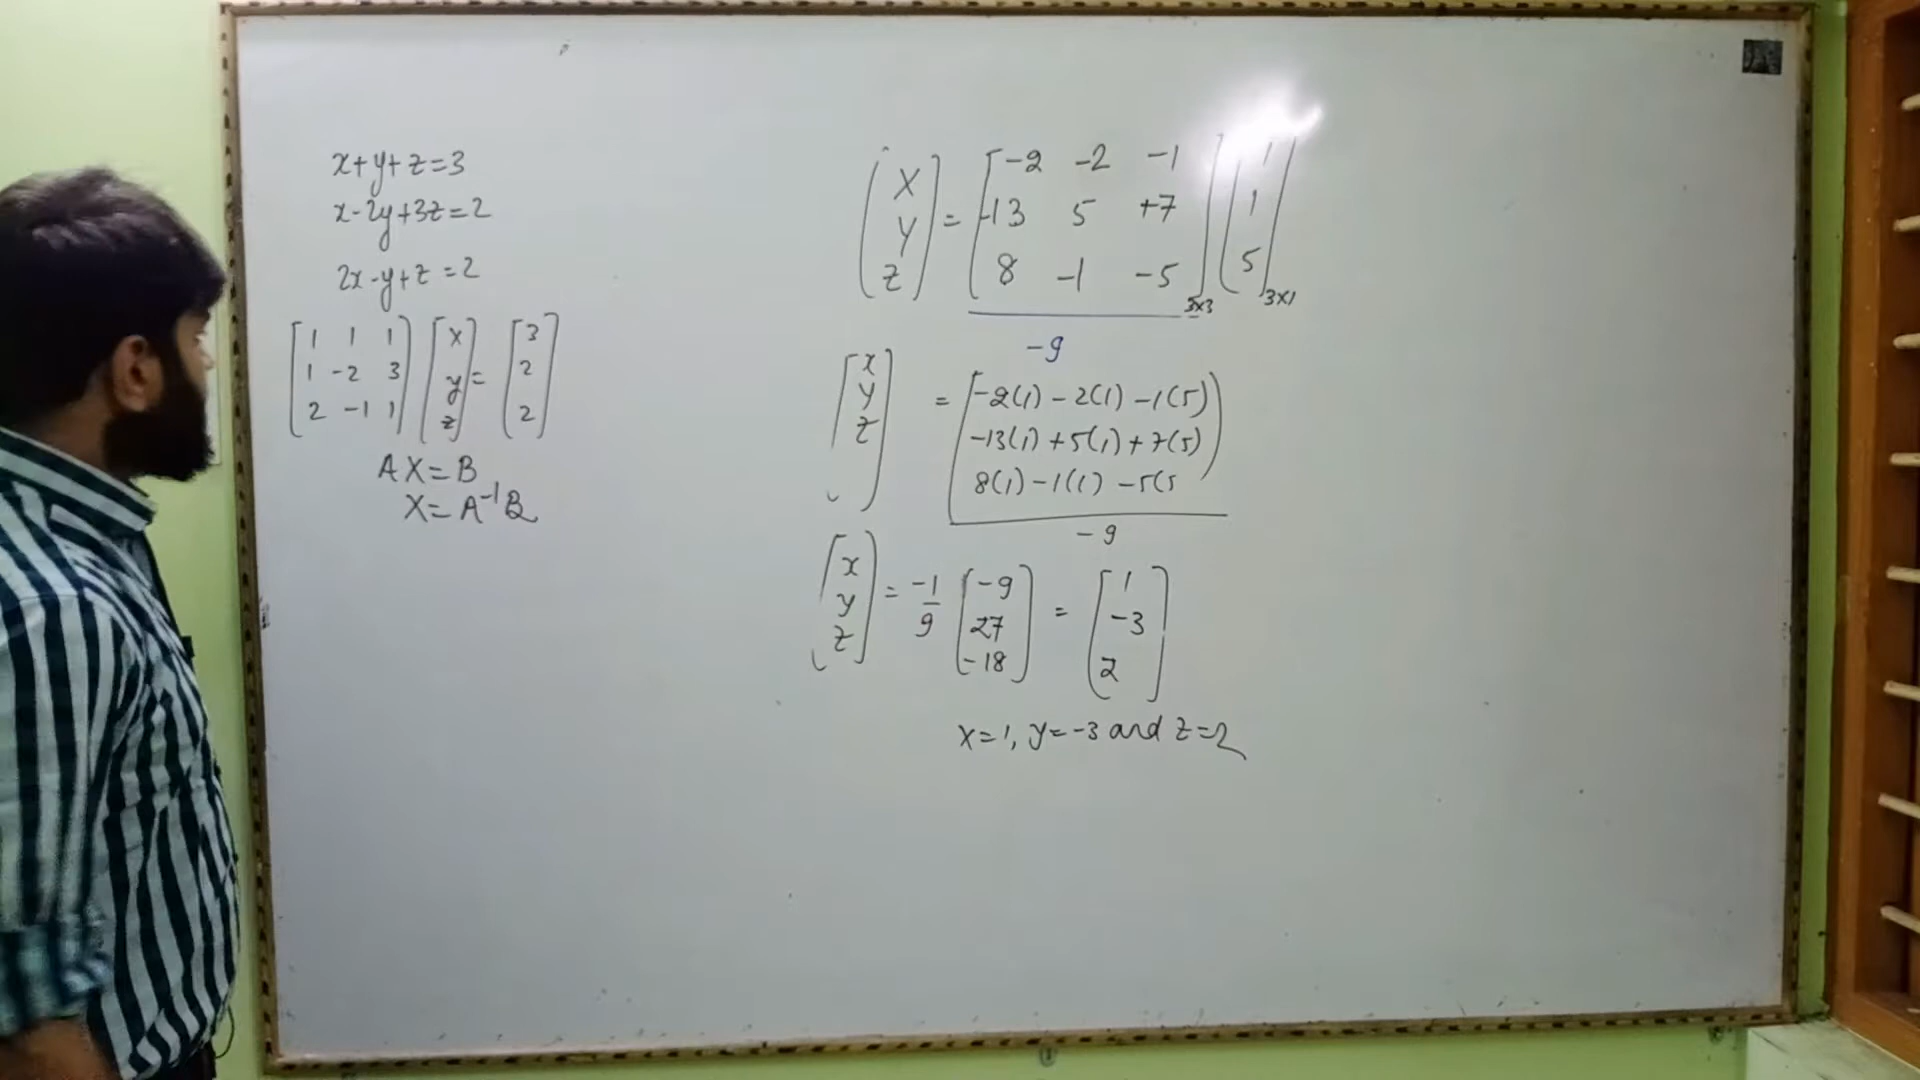 x+y+z=3
x-2y+3z=2
2x-y+z=2
[1 1 1] [x] [3]
[1 -2 3] [y] = [2]
[2 -1 1] [z] [2]
AX=B
X=A⁻¹B
[x] [-2 -2 -1] [1]
[y] = [-13 5 +7] [1]
[z] [8 -1 -5]3x3 [5]3x1
-9
[x] [-2(1) - 2(1) -1(5)]
[y] = [-13(1) +5(1) + 7(5)]
[z] [8(1) -1(1) -5(5]
-9
[x] [-9] [1]
[y] = -1/9 [27] = [-3]
[z] [-18] [2]
x=1, y=-3 and z=2